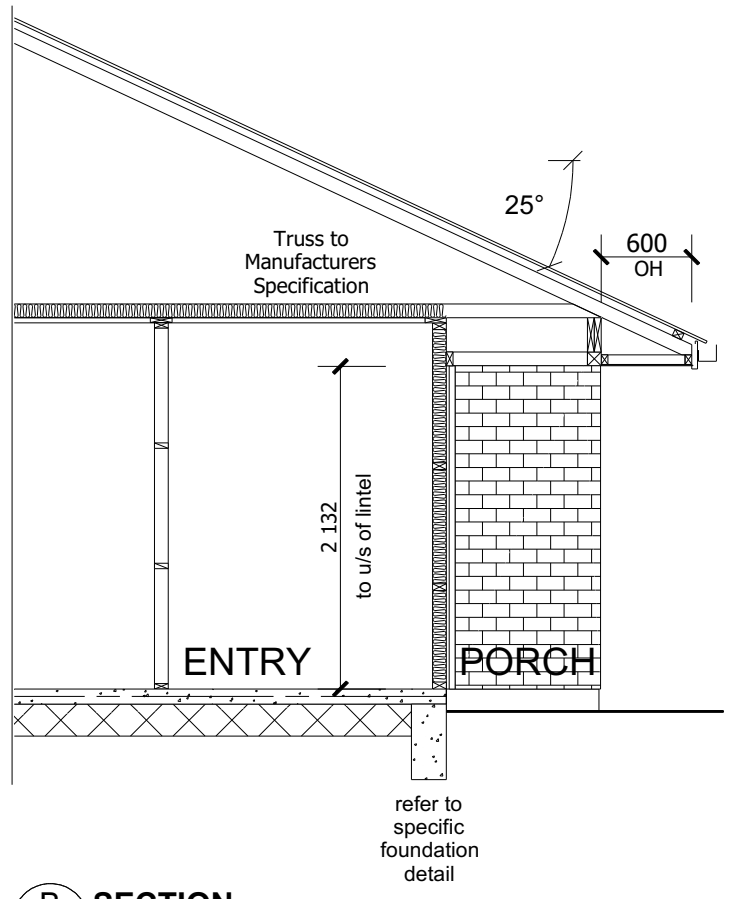 25°
600
OH
Truss to
Manufacturers
Specification
2 132
to u/s of lintel
ENTRY
PORCH
refer to
specific
foundation
detail
SECTION